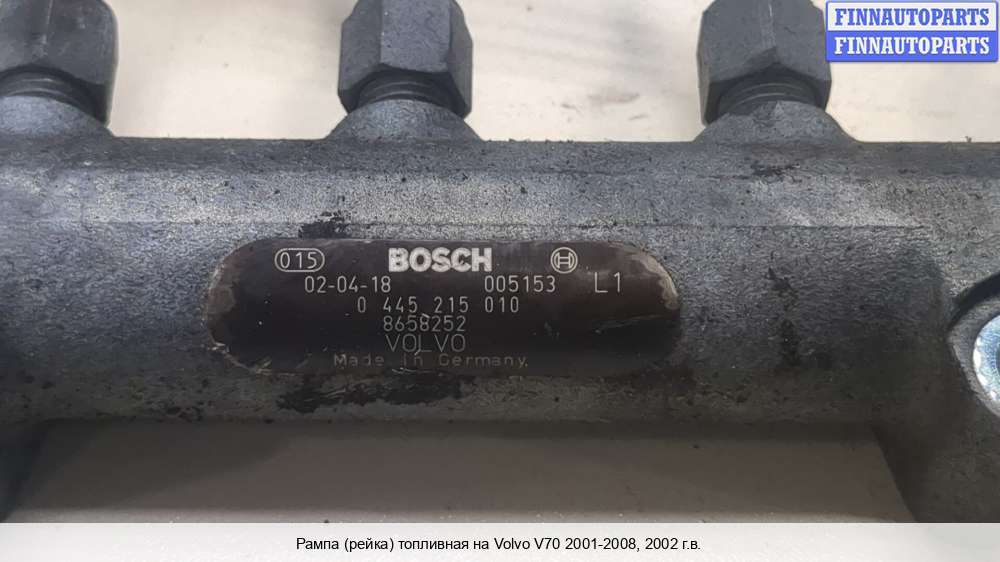 FINNAUTOPARTS
FINNAUTOPARTS
015 BOSCH
02-04-18 005153 L1
0 445 215 010
8658252
VOLVO
Made in Germany
Рампа (рейка) топливная на Volvo V70 2001-2008, 2002 г.в.